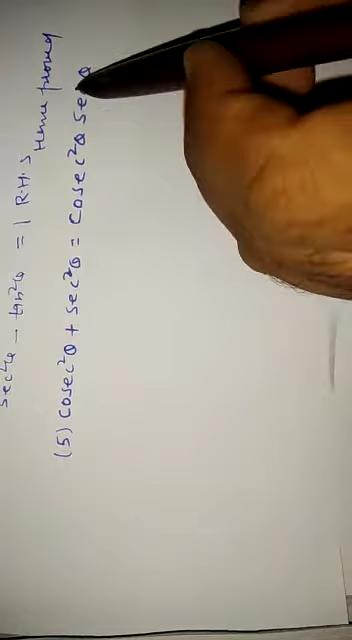 sec²θ − tan²θ = 1 R.H.S Hence proved
(5) cosec²θ + sec²θ = cosec²θ se